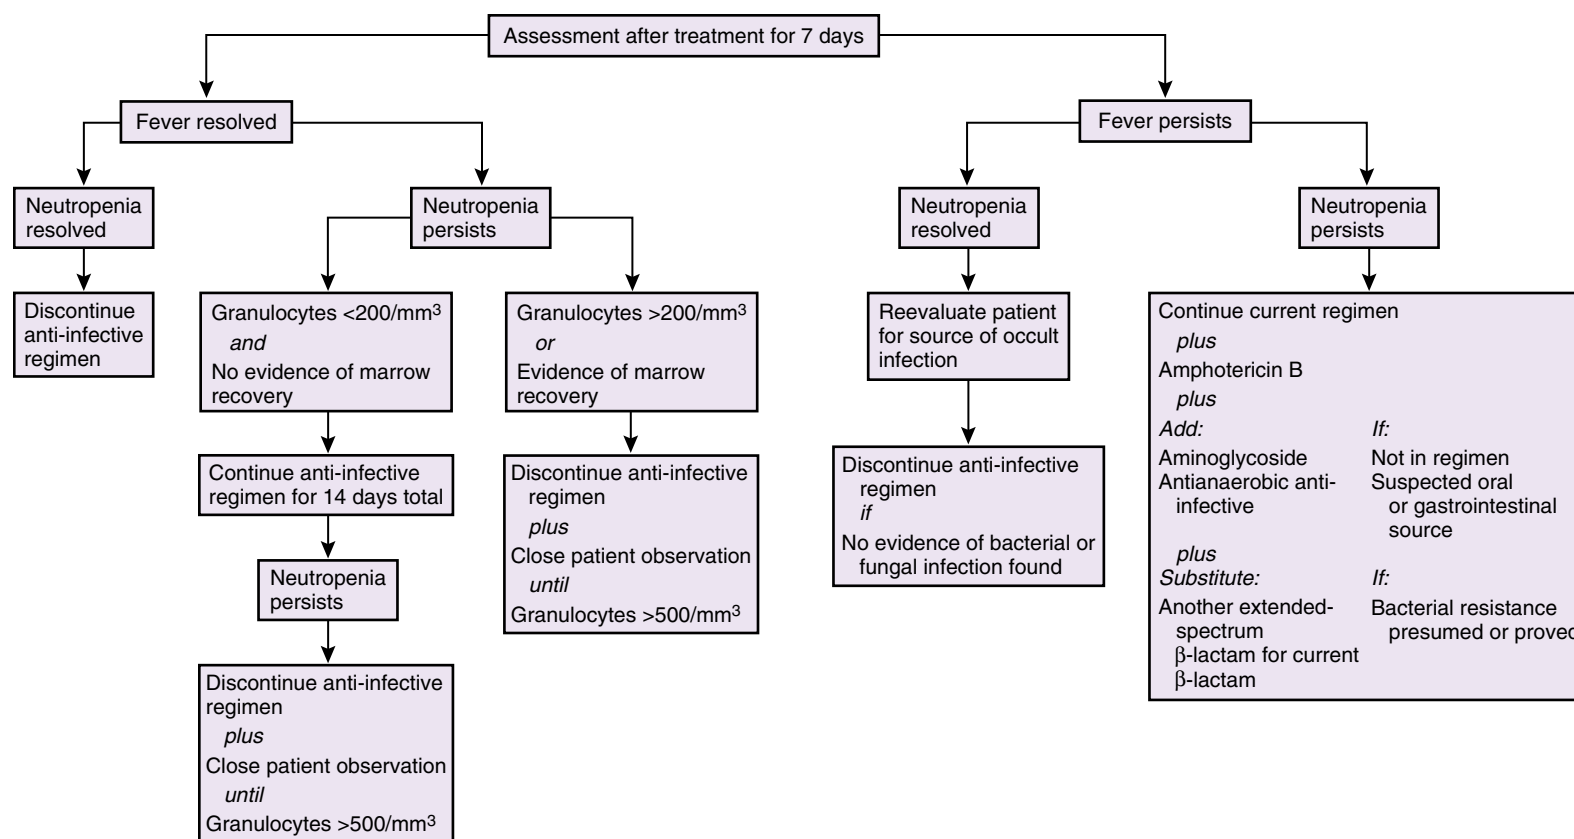 Assessment after treatment for 7 days
Fever resolved
Fever persists
Neutropenia
resolved
Neutropenia
persists
Neutropenia
resolved
Neutropenia
persists
Discontinue
anti-infective
regimen
Granulocytes <200/mm³
and
No evidence of marrow
recovery
Granulocytes >200/mm³
or
Evidence of marrow
recovery
Reevaluate patient
for source of occult
infection
Continue current regimen
plus
Amphotericin B
plus
Add: If:
Aminoglycoside Not in regimen
Antianaerobic anti- Suspected oral
infective or gastrointestinal
source
plus
Substitute: If:
Another extended- Bacterial resistance
spectrum presumed or proved
β-lactam for current
β-lactam
Continue anti-infective
regimen for 14 days total
Discontinue anti-infective
regimen
plus
Close patient observation
until
Granulocytes >500/mm³
Discontinue anti-infective
regimen
if
No evidence of bacterial or
fungal infection found
Neutropenia
persists
Discontinue anti-infective
regimen
plus
Close patient observation
until
Granulocytes >500/mm³